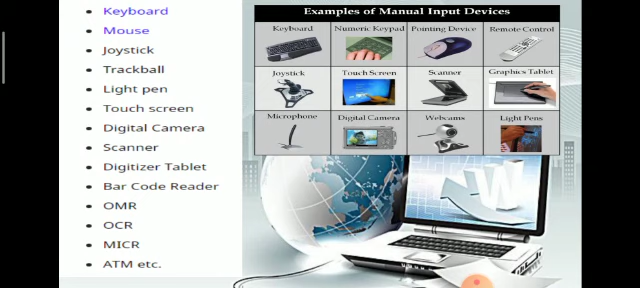 Keyboard
Mouse
Joystick
Trackball
Light pen
Touch screen
Digital Camera
Scanner
Digitizer Tablet
Bar Code Reader
OMR
OCR
MICR
ATM etc.
Examples of Manual Input Devices
Keyboard Numeric Keypad Pointing Device Remote Control
Joystick Touch Screen Scanner Graphics Tablet
Microphone Digital Camera Webcams Light Pens
W